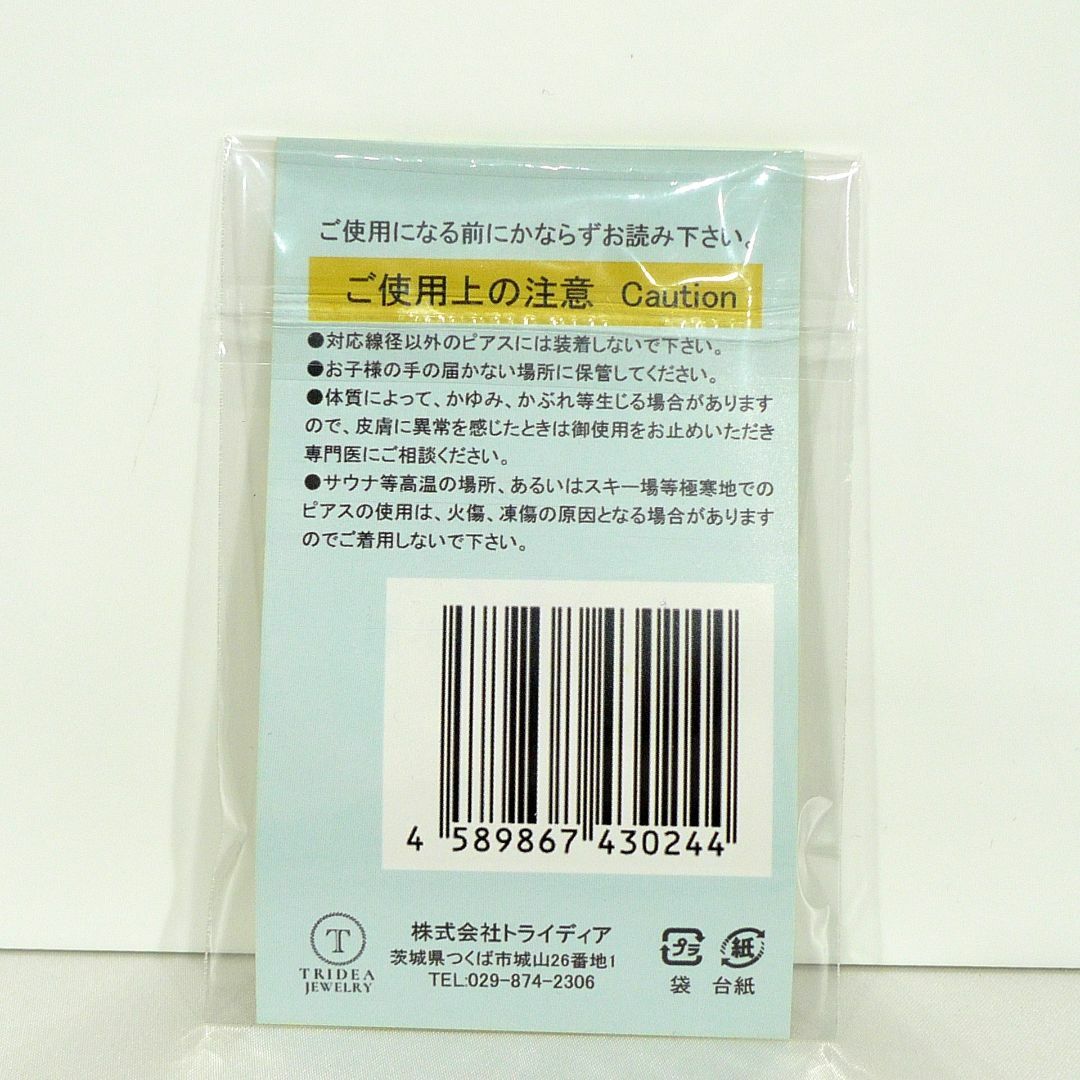 ご使用になる前にかならずお読み下さい。
ご使用上の注意 Caution
●対応線径以外のピアスには装着しないで下さい。
●お子様の手の届かない場所に保管してください。
●体質によって、かゆみ、かぶれ等生じる場合があります
ので、皮膚に異常を感じたときは御使用をお止めいただき
専門医にご相談ください。
●サウナ等高温の場所、あるいはスキー場等極寒地での
ピアスの使用は、火傷、凍傷の原因となる場合があります
のでご着用しないで下さい。
4 589867 430244
T
TRIDEA
JEWELRY
株式会社トライディア
茨城県つくば市城山26番地1
TEL:029-874-2306
プラ
袋
紙
台紙